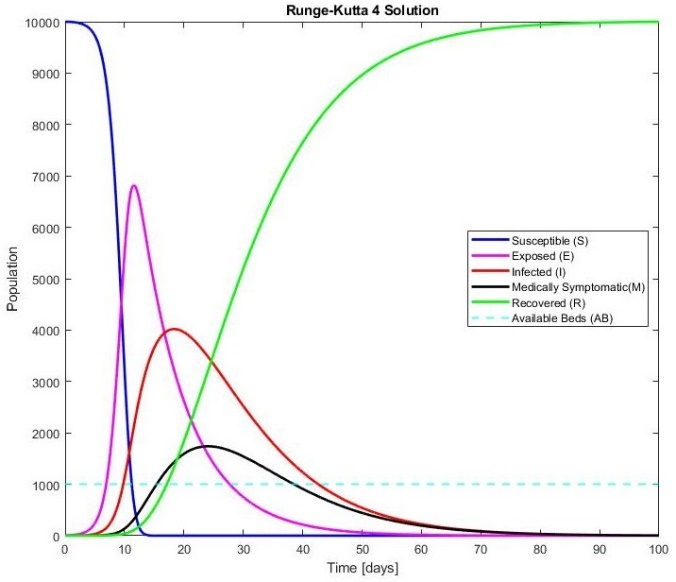 Runge-Kutta 4 Solution
Population
10000
9000
8000
7000
6000
5000
4000
3000
2000
1000
0
Susceptible (S)
Exposed (E)
Infected (I)
Medically Symptomatic(M)
Recovered (R)
Available Beds (AB)
0 10 20 30 40 50 60 70 80 90 100
Time [days]